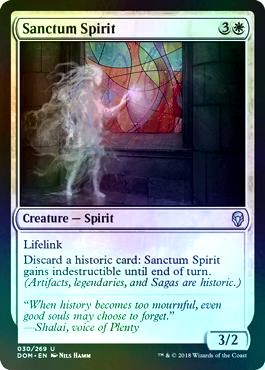 Sanctum Spirit 3
Creature — Spirit
Lifelink
Discard a historic card: Sanctum Spirit
gains indestructible until end of turn.
(Artifacts, legendaries, and Sagas are historic.)
"When history becomes too mournful, even
good souls may choose to forget."
—Shalai, voice of Plenty
3/2
030/269 U
DOM • EN Nils Hamm ™ & © 2018 Wizards of the Coast